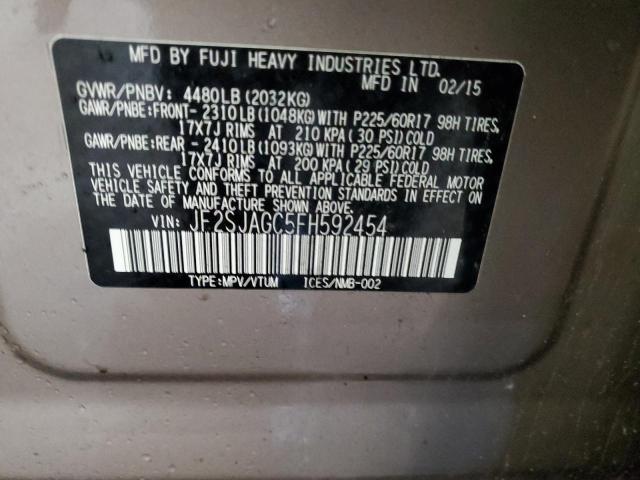 MFD BY FUJI HEAVY INDUSTRIES LTD.
MFD IN 02/15
GVWR/PNBV: 4480LB(2032KG)
GAWR/PNBE:FRONT- 2310LB(1048KG)WITH P225/60R17 98H TIRES,
17X7J RIMS AT 210 KPA(30 PSI)COLD
GAWR/PNBE:REAR - 2410LB(1093KG)WITH P225/60R17 98H TIRES,
17X7J RIMS AT 200 KPA(29 PSI)COLD
THIS VEHICLE CONFORMS TO ALL APPLICABLE FEDERAL MOTOR
VEHICLE SAFETY AND THEFT PREVENTION STANDARDS IN EFFECT ON
THE DATE OF MANUFACTURE SHOWN ABOVE.
VIN: JF2SJAGC5FH592454
TYPE:MPV/VTUM ICES/NMB-002